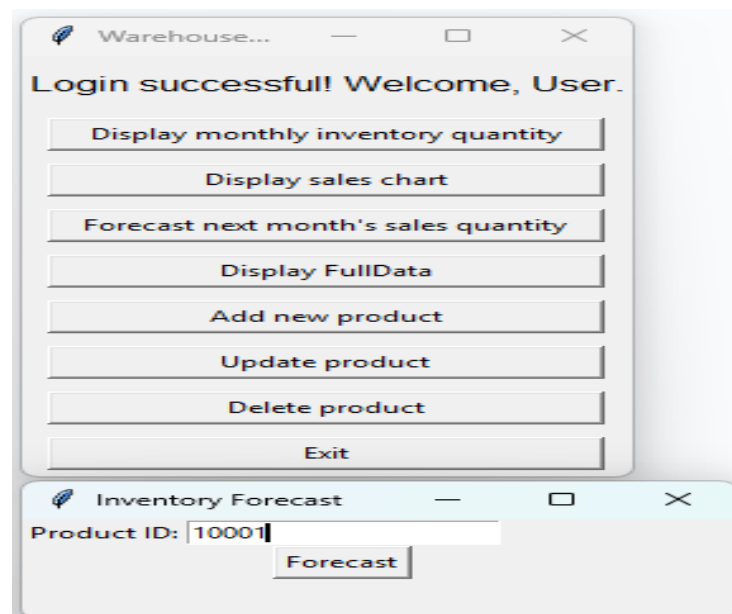 Warehouse...
Login successful! Welcome, User.
Display monthly inventory quantity
Display sales chart
Forecast next month's sales quantity
Display FullData
Add new product
Update product
Delete product
Exit
Inventory Forecast
Product ID: 10001
Forecast